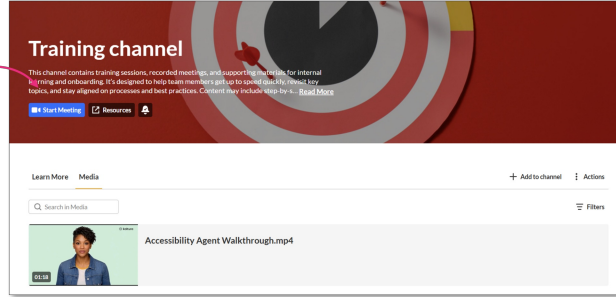 Training channel
This channel contains training sessions, recorded meetings, and supporting materials for internal
learning and onboarding. It's designed to help team members get up to speed quickly, revisit key
topics, and stay aligned on processes and best practices. Content may include step-by-s... Read More
Start Meeting Resources
Learn More Media + Add to channel Actions
Search in Media Filters
Accessibility Agent Walkthrough.mp4
01:18